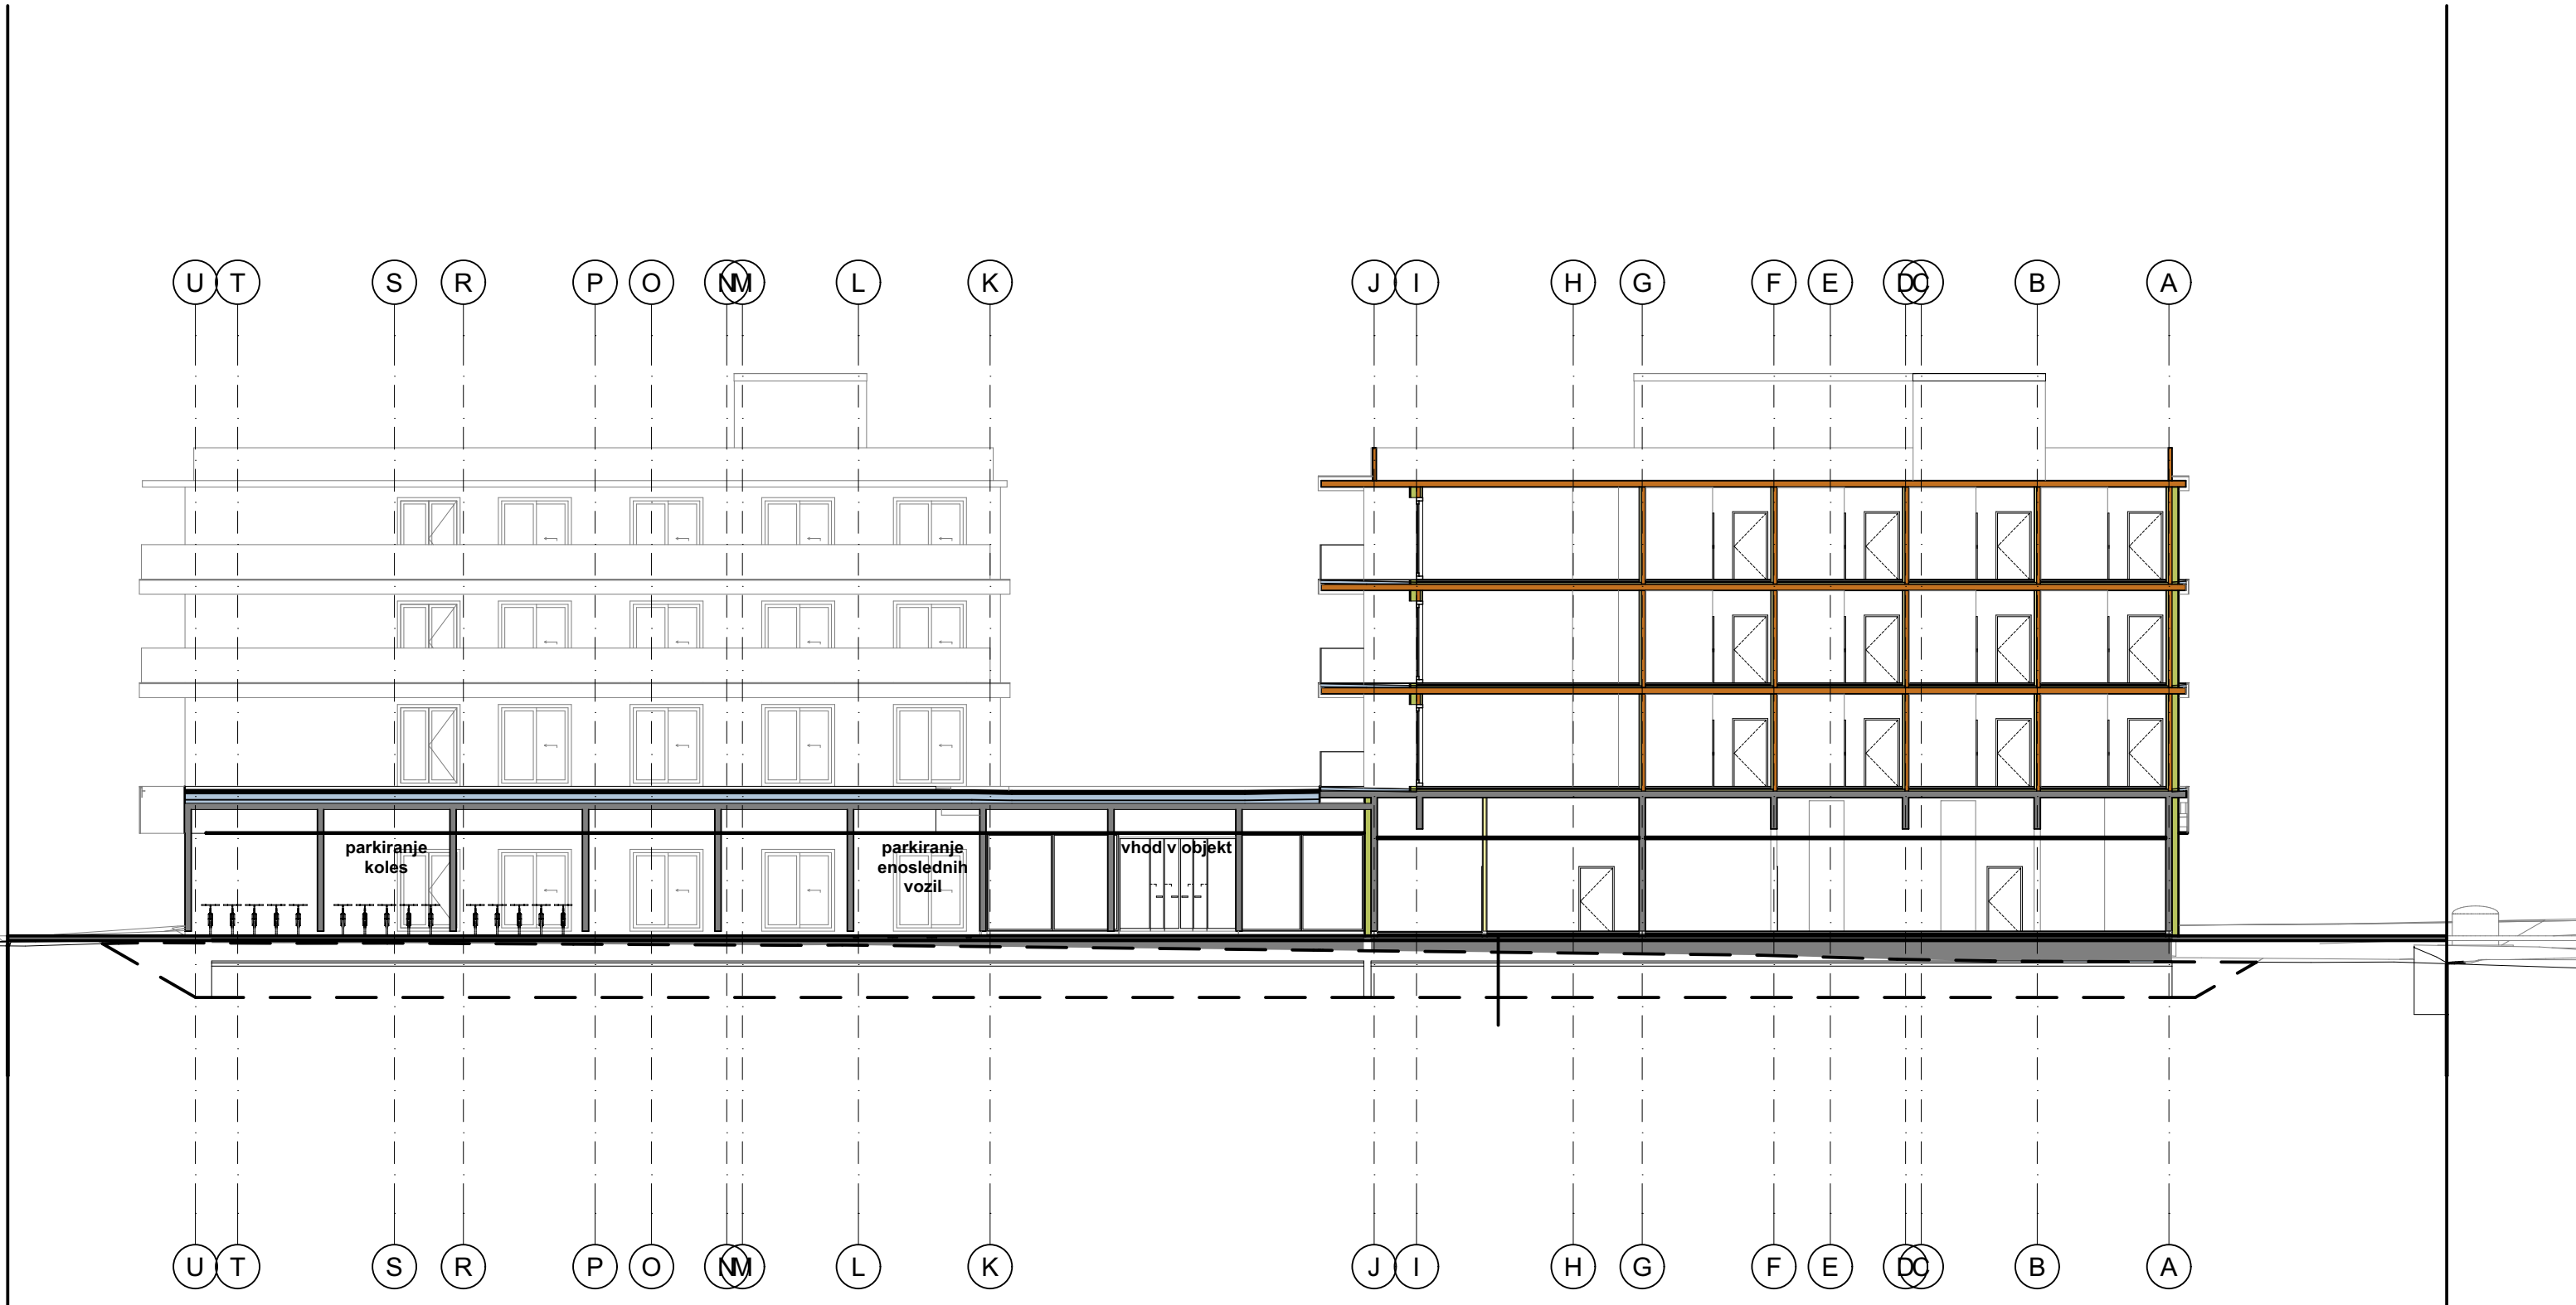 U T S R P O N M L K J I H G F E D C B A
parkiranje
koles
parkiranje
enoslednih
vozil
vhod v objekt
U T S R P O N M L K J I H G F E D C B A